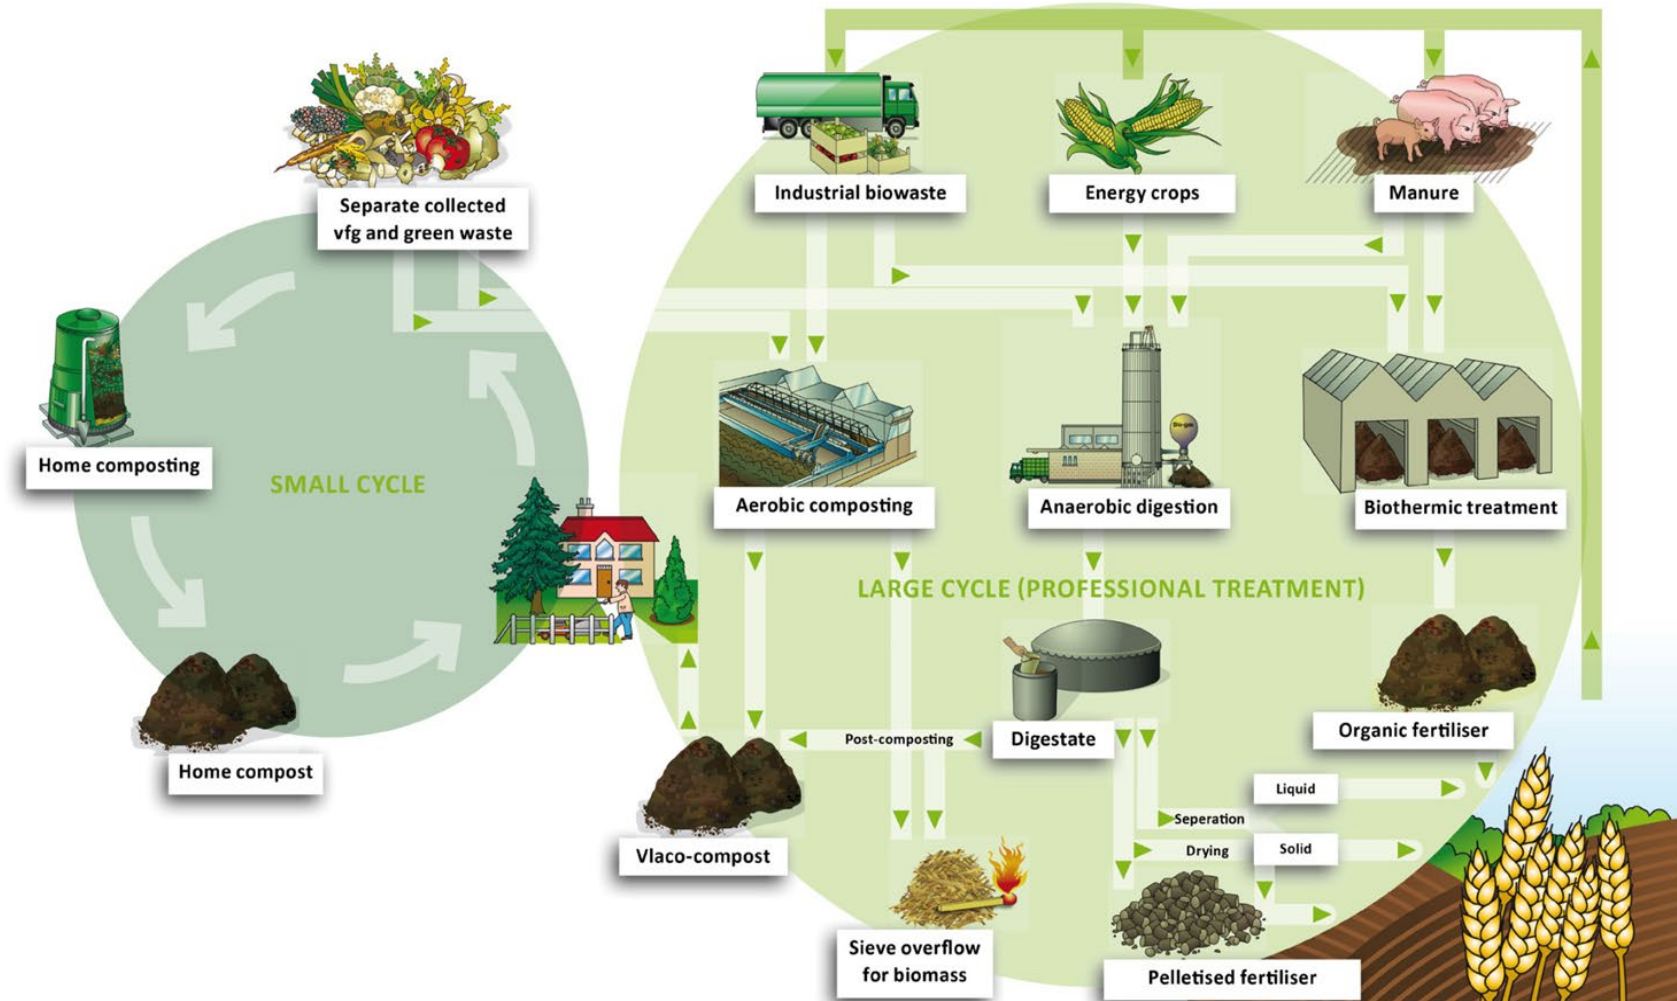 Separate collected
vfg and green waste
Industrial biowaste
Energy crops
Manure
Home composting
SMALL CYCLE
Aerobic composting
Bio-gas
Anaerobic digestion
Biothermic treatment
LARGE CYCLE (PROFESSIONAL TREATMENT)
Home compost
Post-composting
Digestate
Organic fertiliser
Liquid
Seperation
Drying
Solid
Vlaco-compost
Sieve overflow
for biomass
Pelletised fertiliser